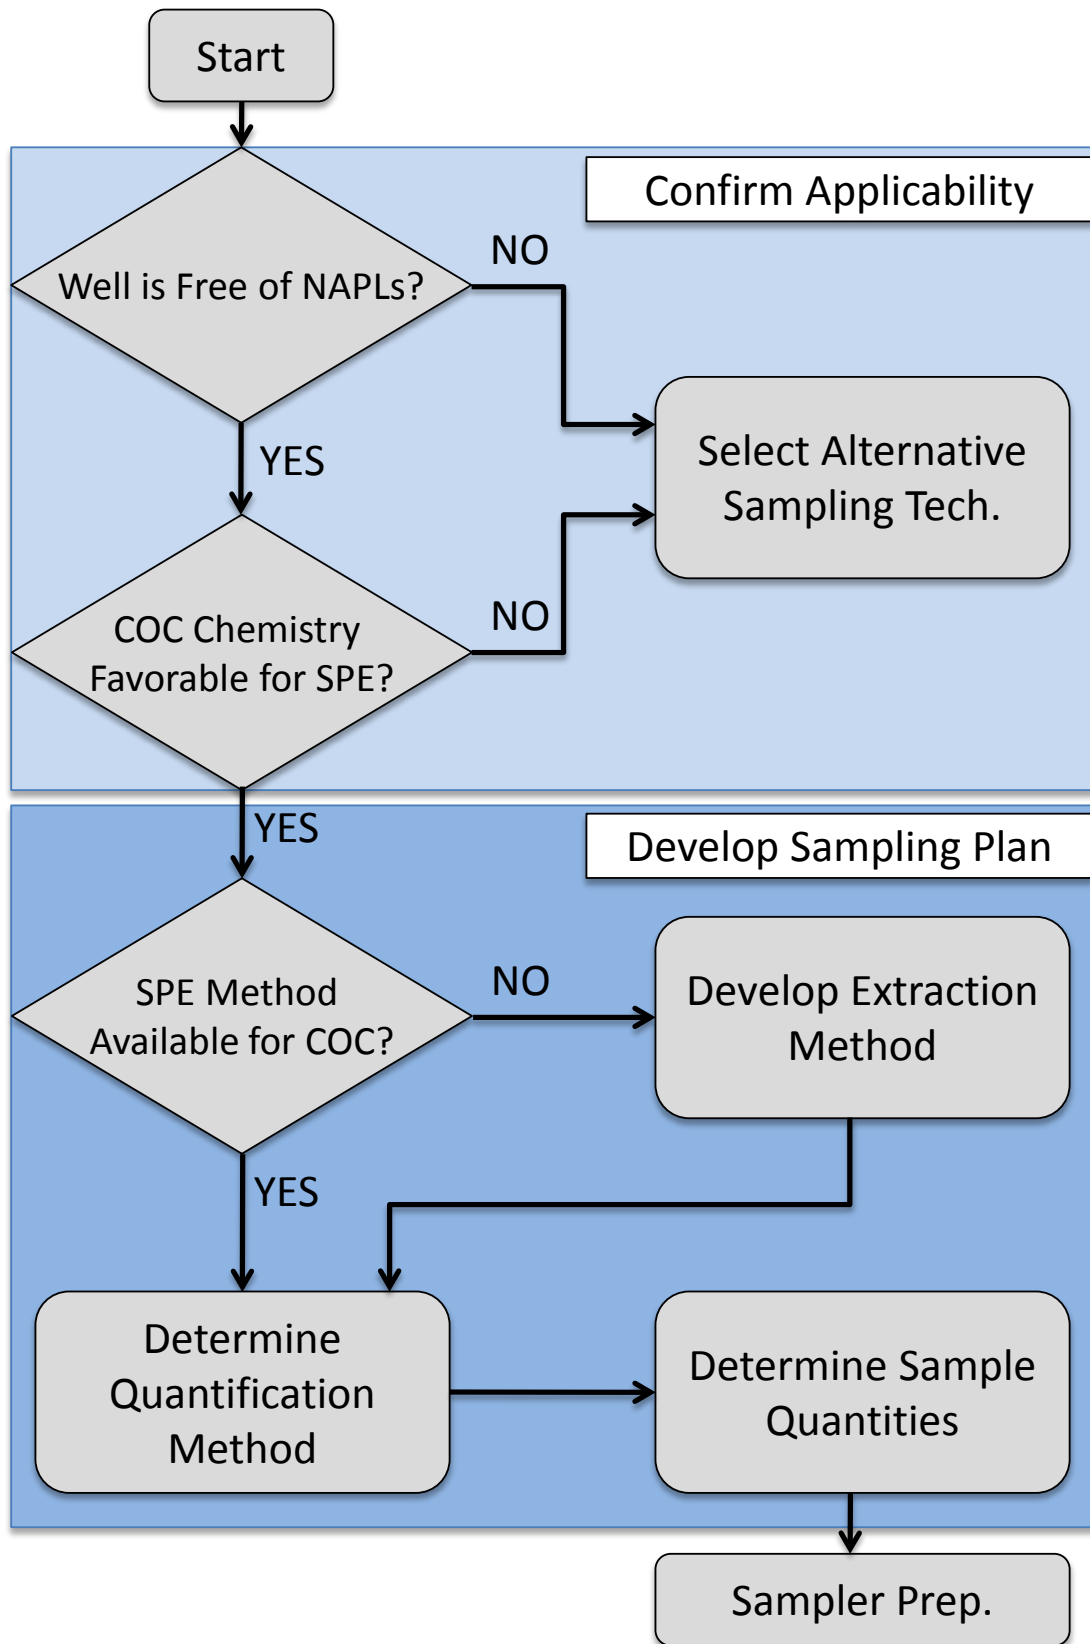 Start
Confirm Applicability
NO
Well is Free of NAPLs?
YES
Select Alternative
Sampling Tech.
NO
COC Chemistry
Favorable for SPE?
YES
Develop Sampling Plan
NO
SPE Method
Available for COC?
Develop Extraction
Method
YES
Determine
Quantification
Method
Determine Sample
Quantities
Sampler Prep.